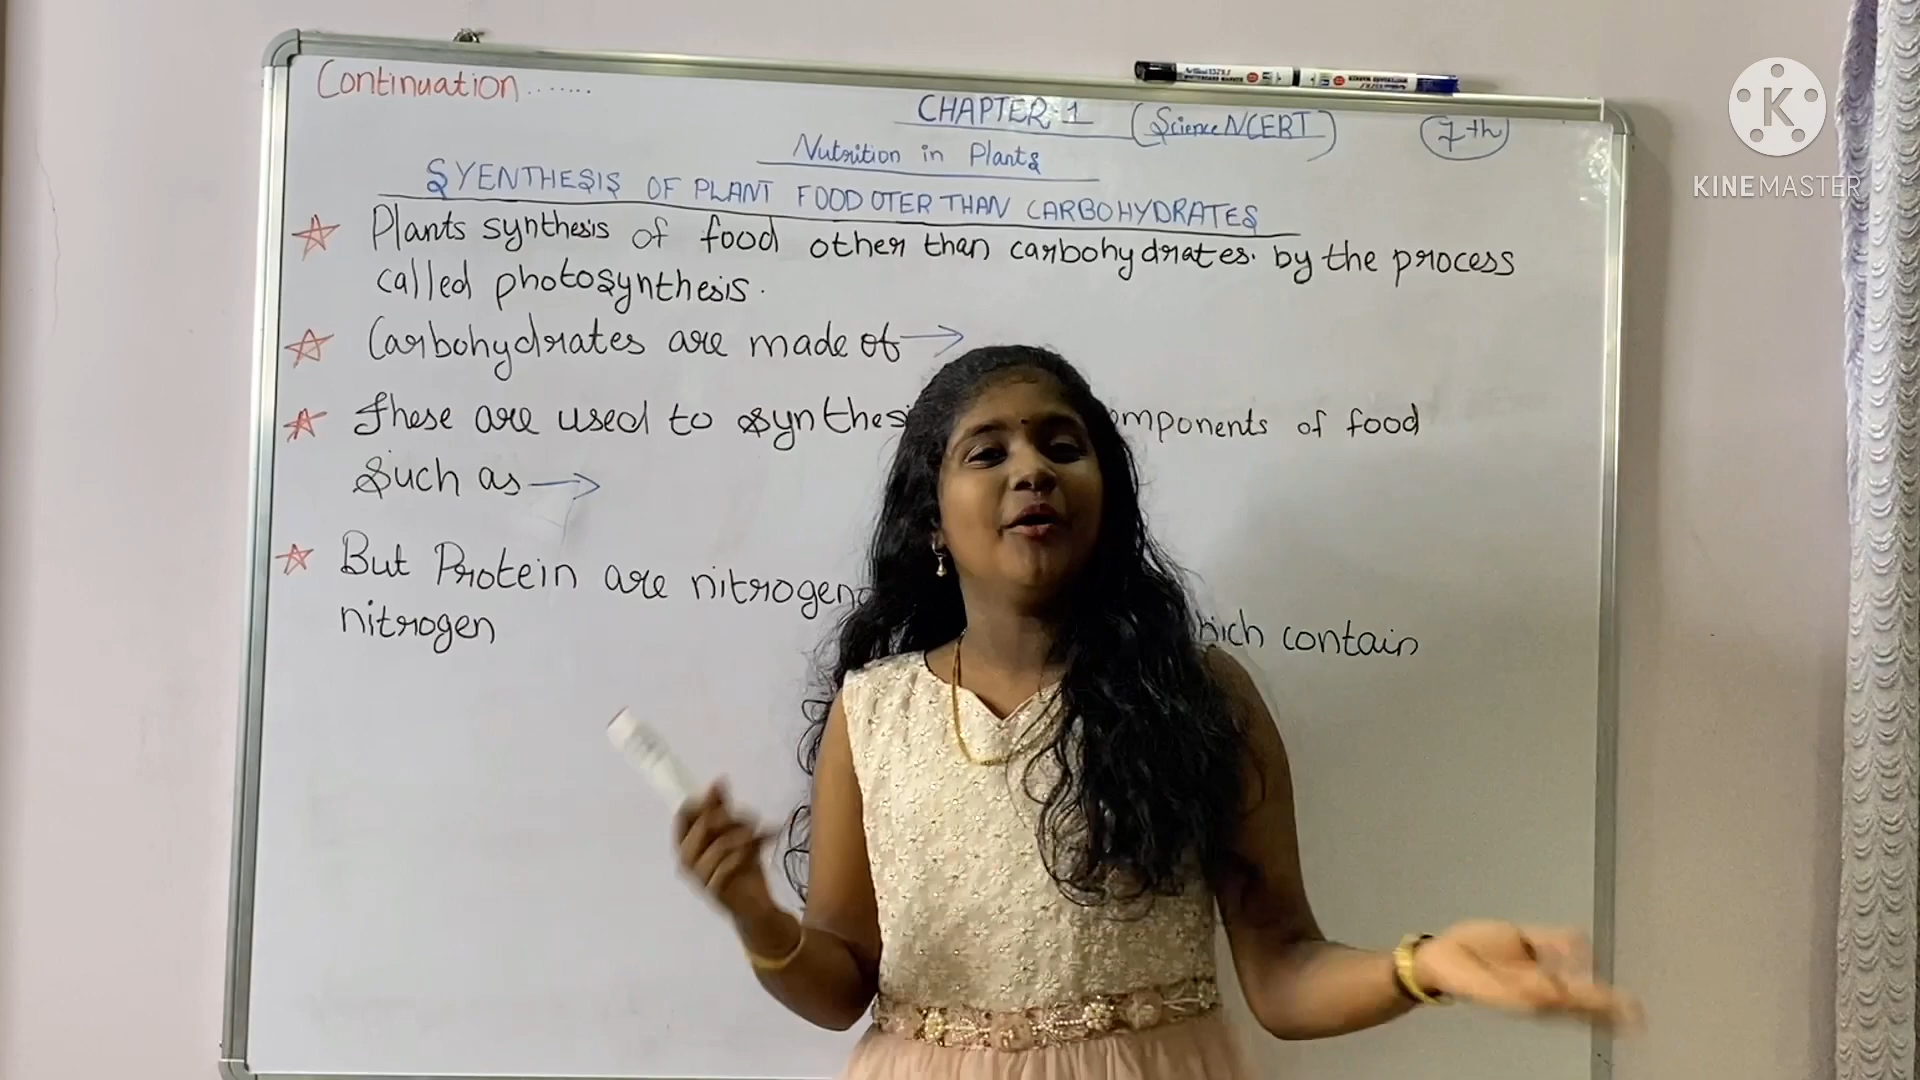 Continuation.......
CHAPTER-1 (Science NCERT) 7th
Nutrition in Plants
SYENTHESIS OF PLANT FOOD OTER THAN CARBOHYDRATES
Plants synthesis of food other than carbohydrates. by the process
called photosynthesis.
Carbohydrates are made of →
These are used to synthesi mponents of food
Such as →
But Protein are nitrogen hich contain
nitrogen
K
KINEMASTER